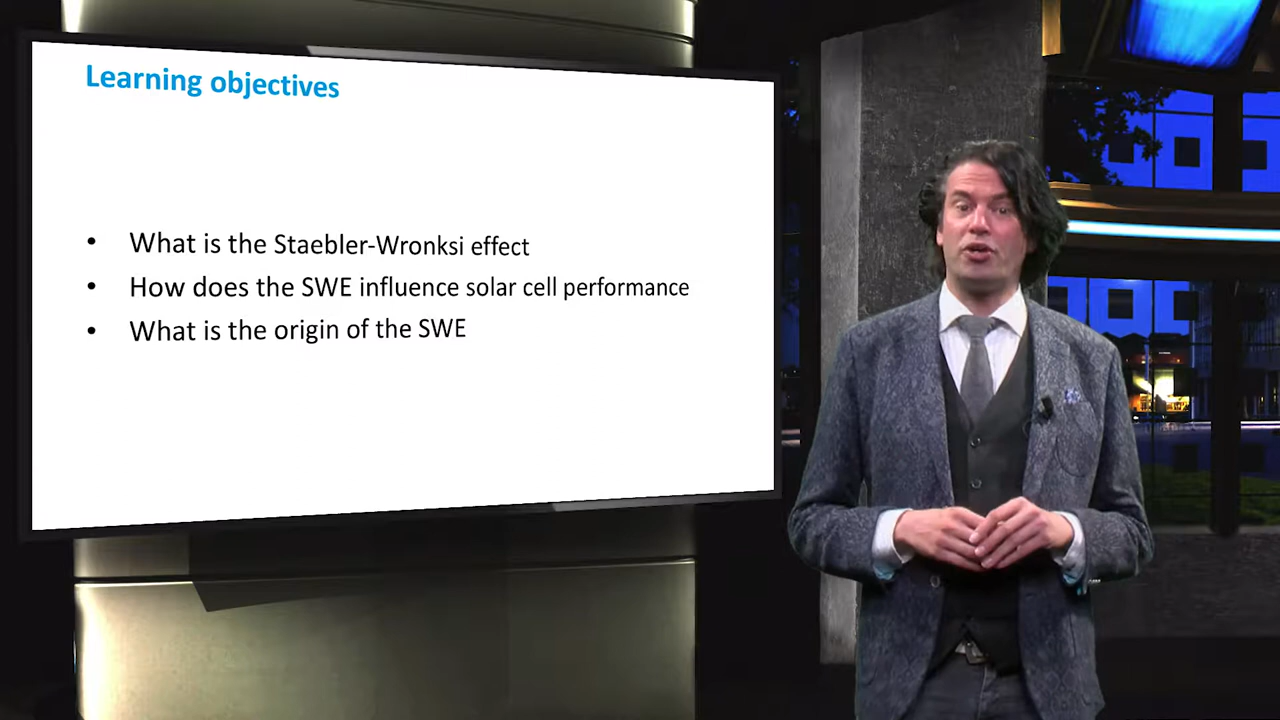 Learning objectives
• What is the Staebler-Wronksi effect
• How does the SWE influence solar cell performance
• What is the origin of the SWE